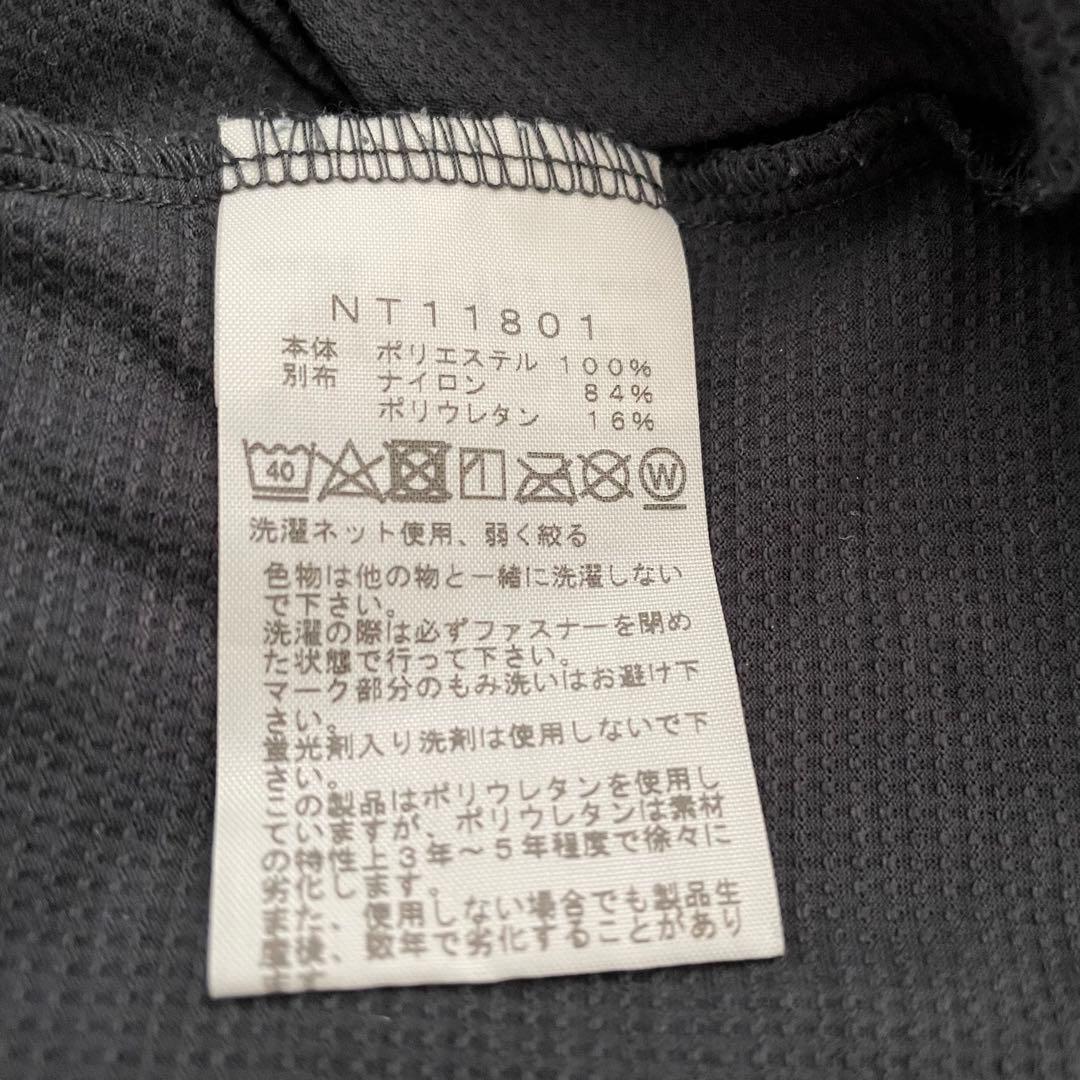 NT11801
本体 ポリエステル 100%
別布 ナイロン 84%
ポリウレタン 16%
40 W
洗濯ネット使用、弱く絞る
色物は他の物と一緒に洗濯しない
で下さい。
洗濯の際は必ずファスナーを閉め
た状態で行って下さい。
マーク部分のもみ洗いはお避け下
さい。
蛍光剤入り洗剤は使用しないで下
さい。
この製品はポリウレタンを使用し
ていますが、ポリウレタンは素材
の特性上3年～5年程度で徐々に
劣化します。
また、使用しない場合でも製品生
産後、数年で劣化することがあり
ます